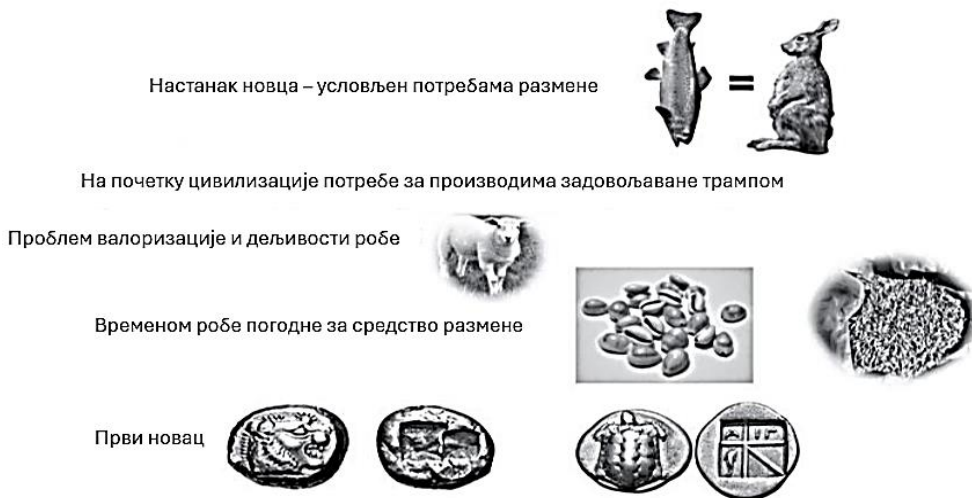 Настанак новца – условљен потребама размене
На почетку цивилизације потребе за производима задовољаване трампом
Проблем валоризације и дељивости робе
Временом робе погодне за средство размене
Први новац